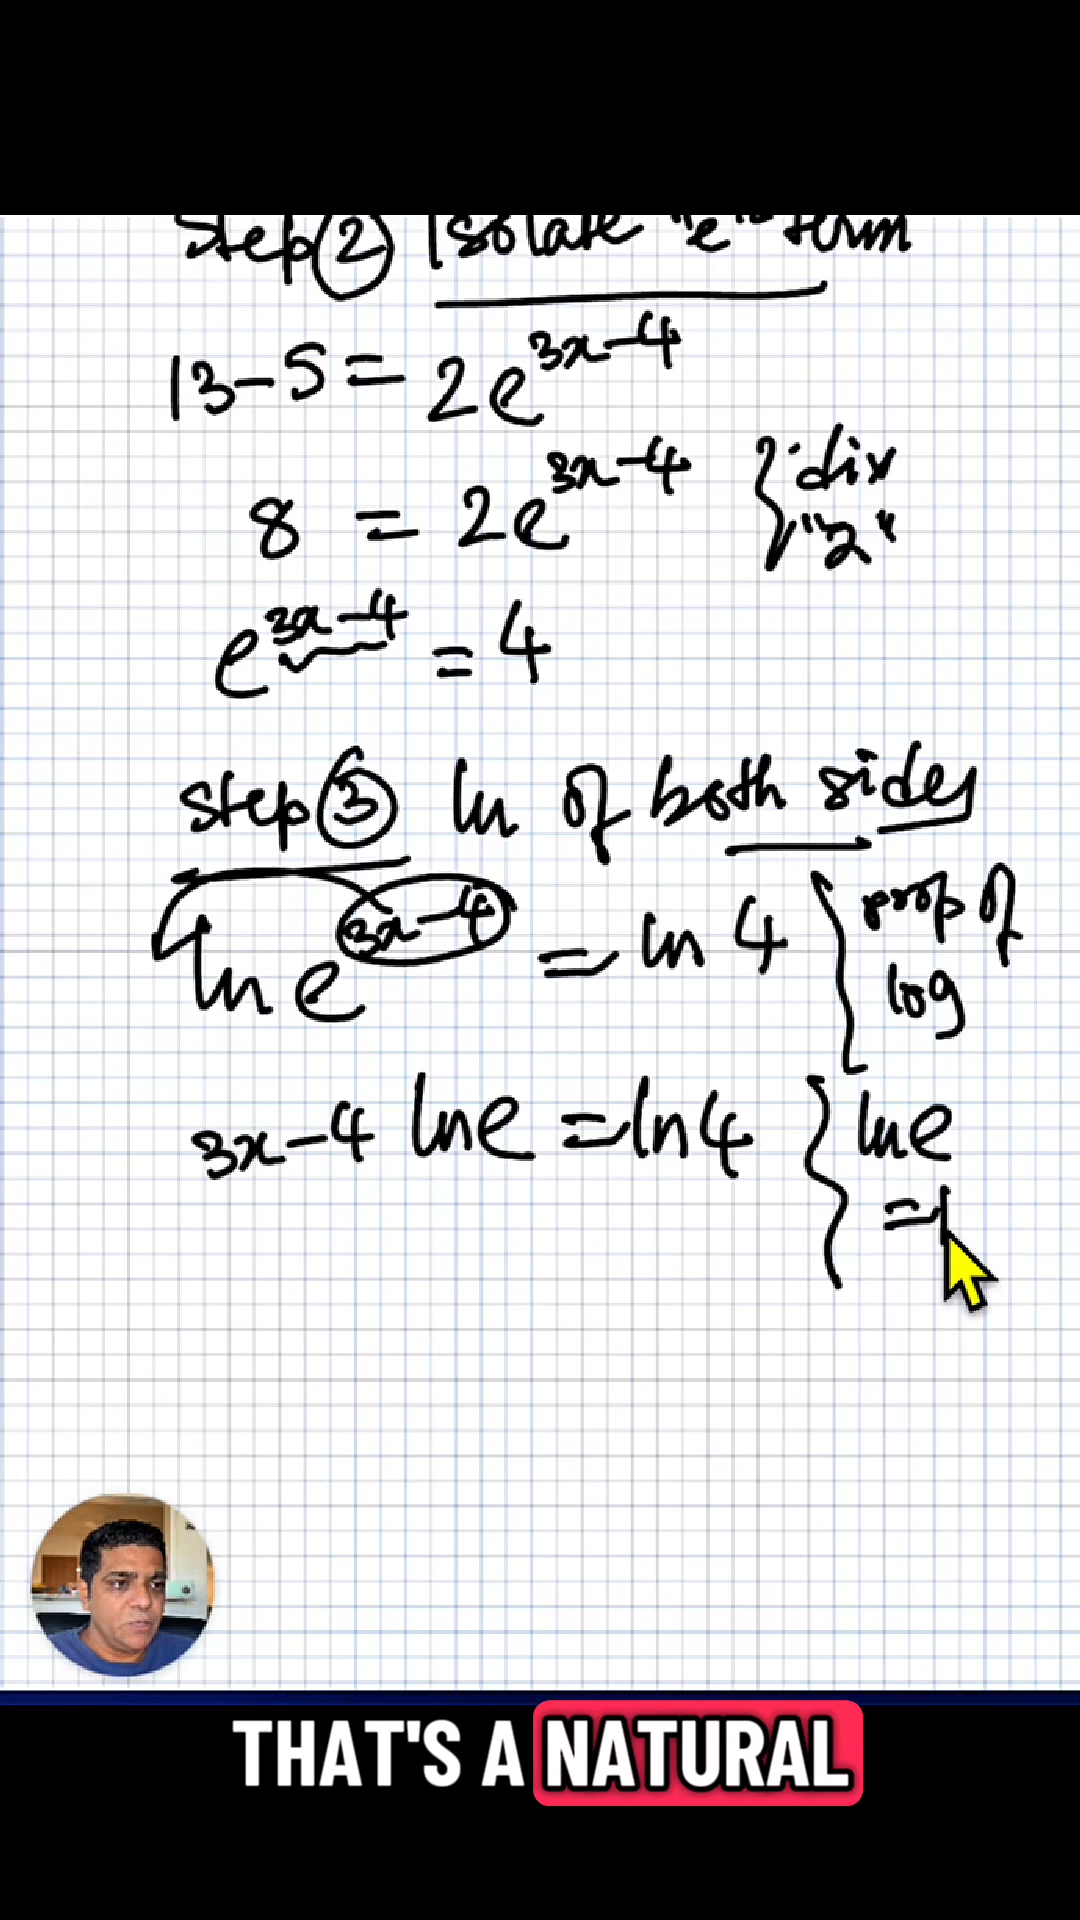 Step ② Isolate "e" term
13-5 = 2e^{3x-4}
8 = 2e^{3x-4} } div "2"
e^{3x-4} = 4
Step ③ ln of both sides
ln e^{3x-4} = ln 4 } prop of log
3x-4 ln e = ln 4 } ln e = 1
THAT'S A NATURAL